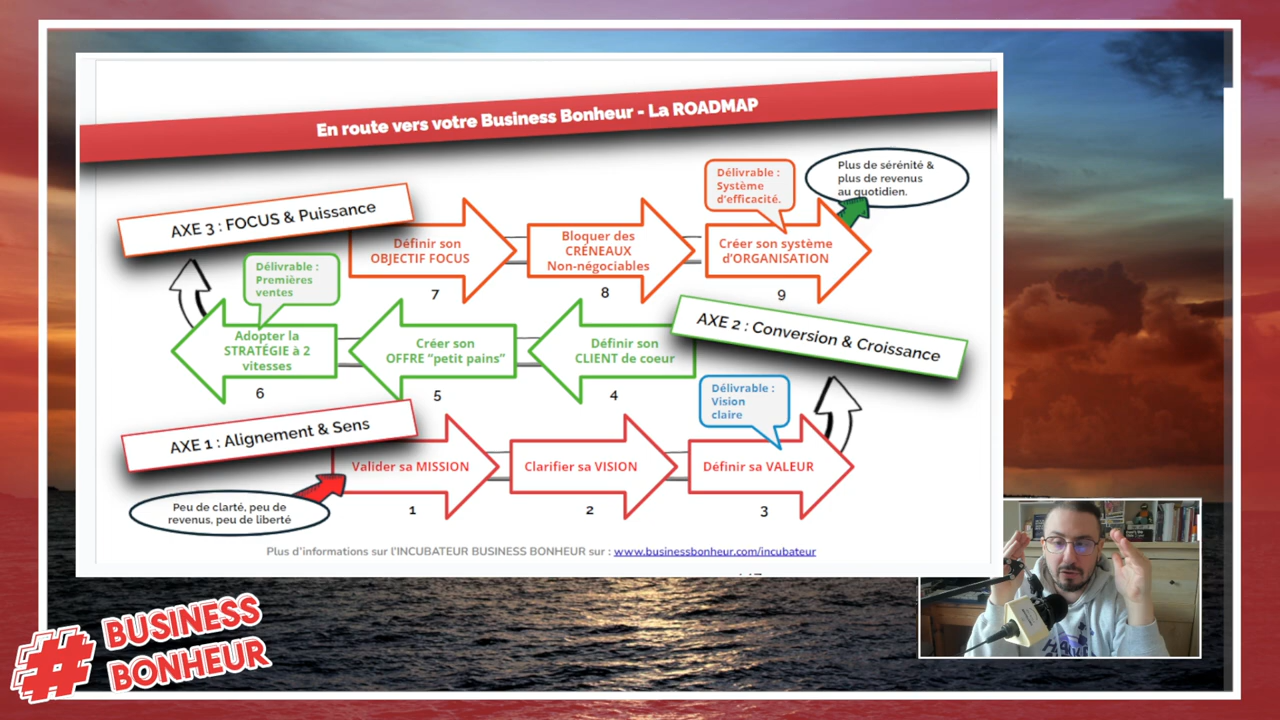 En route vers votre Business Bonheur - La ROADMAP
Plus de sérénité &
plus de revenus
au quotidien.
Délivrable :
Système
d'efficacité.
AXE 3 : FOCUS & Puissance
Définir son
OBJECTIF FOCUS
7
Bloquer des
CRÉNEAUX
Non-négociables
8
Créer son système
d'ORGANISATION
9
Délivrable :
Premières
ventes
AXE 2 : Conversion & Croissance
Adopter la
STRATÉGIE à 2
vitesses
6
Créer son
OFFRE "petit pains"
5
Définir son
CLIENT de coeur
4
Délivrable :
Vision
claire
AXE 1 : Alignement & Sens
Valider sa MISSION
1
Clarifier sa VISION
2
Définir sa VALEUR
3
Peu de clarté, peu de
revenus, peu de liberté
Plus d'informations sur l'INCUBATEUR BUSINESS BONHEUR sur : www.businessbonheur.com/incubateur
# BUSINESS
BONHEUR